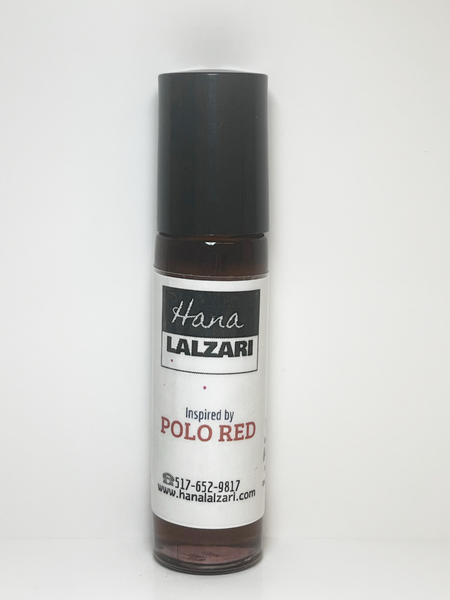 Hana
LALZARI
Inspired by
POLO RED
☎517-652-9817
www.hanalalzari.com